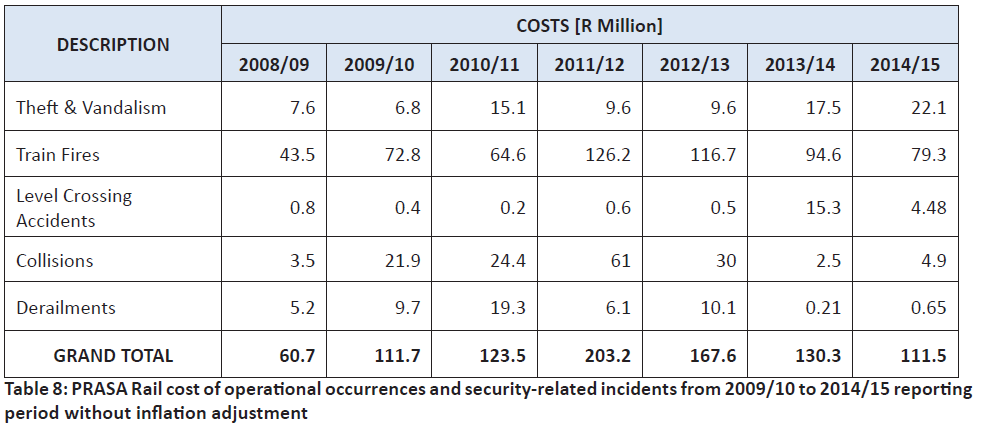 DESCRIPTION
COSTS [R Million]
2008/09 2009/10 2010/11 2011/12 2012/13 2013/14 2014/15
Theft & Vandalism 7.6 6.8 15.1 9.6 9.6 17.5 22.1
Train Fires 43.5 72.8 64.6 126.2 116.7 94.6 79.3
Level Crossing
Accidents 0.8 0.4 0.2 0.6 0.5 15.3 4.48
Collisions 3.5 21.9 24.4 61 30 2.5 4.9
Derailments 5.2 9.7 19.3 6.1 10.1 0.21 0.65
GRAND TOTAL 60.7 111.7 123.5 203.2 167.6 130.3 111.5
Table 8: PRASA Rail cost of operational occurrences and security-related incidents from 2009/10 to 2014/15 reporting
period without inflation adjustment